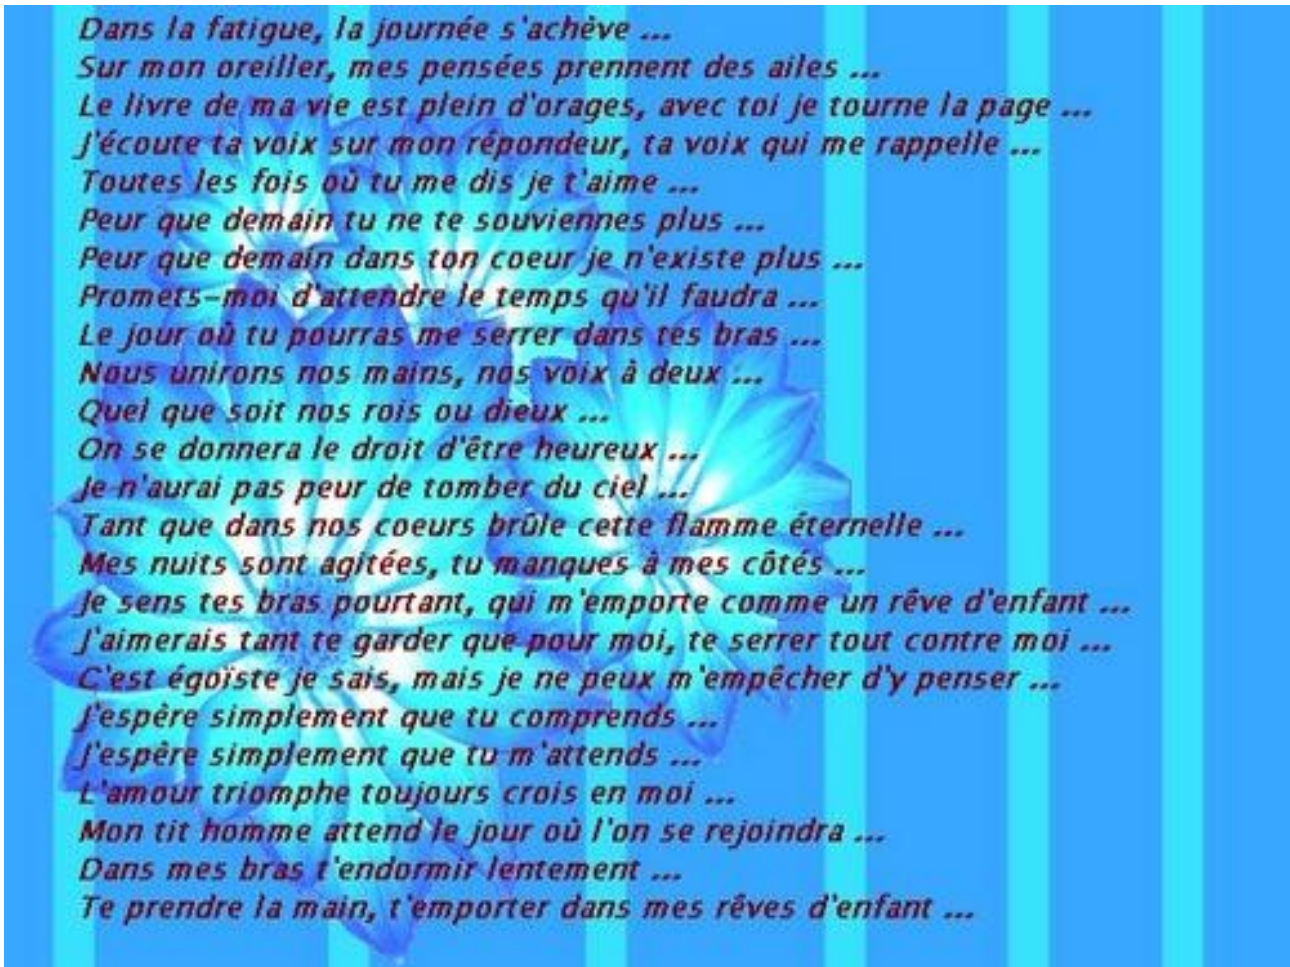 Dans la fatigue, la journée s'achève ...
Sur mon oreiller, mes pensées prennent des ailes ...
Le livre de ma vie est plein d'orages, avec toi je tourne la page ...
J'écoute ta voix sur mon répondeur, ta voix qui me rappelle ...
Toutes les fois où tu me dis je t'aime ...
Peur que demain tu ne te souviennes plus ...
Peur que demain dans ton coeur je n'existe plus ...
Promets-moi d'attendre le temps qu'il faudra ...
Le jour où tu pourras me serrer dans tes bras ...
Nous unirons nos mains, nos voix à deux ...
Quel que soit nos rois ou dieux ...
On se donnera le droit d'être heureux ...
Je n'aurai pas peur de tomber du ciel ...
Tant que dans nos coeurs brûle cette flamme éternelle ...
Mes nuits sont agitées, tu manques à mes côtés ...
Je sens tes bras pourtant, qui m'emporte comme un rêve d'enfant ...
J'aimerais tant te garder que pour moi, te serrer tout contre moi ...
C'est égoïste je sais, mais je ne peux m'empêcher d'y penser ...
J'espère simplement que tu comprends ...
J'espère simplement que tu m'attends ...
L'amour triomphe toujours crois en moi ...
Mon tit homme attend le jour où l'on se rejoindra ...
Dans mes bras t'endormir lentement ...
Te prendre la main, t'emporter dans mes rêves d'enfant ...